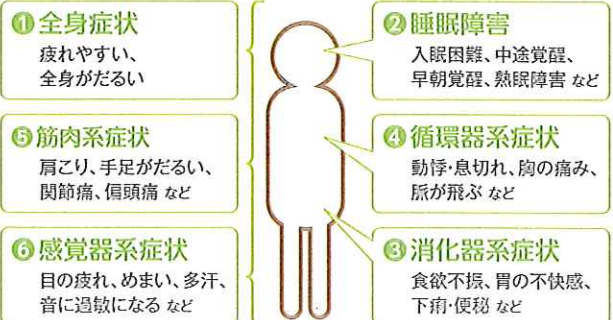 ❶全身症状
疲れやすい、
全身がだるい
❷睡眠障害
入眠困難、中途覚醒、
早朝覚醒、熟眠障害 など
❺筋肉系症状
肩こり、手足がだるい、
関節痛、偏頭痛 など
❹循環器系症状
動悸・息切れ、胸の痛み、
脈が飛ぶ など
❻感覚器系症状
目の疲れ、めまい、多汗、
音に過敏になる など
❸消化器系症状
食欲不振、胃の不快感、
下痢・便秘 など